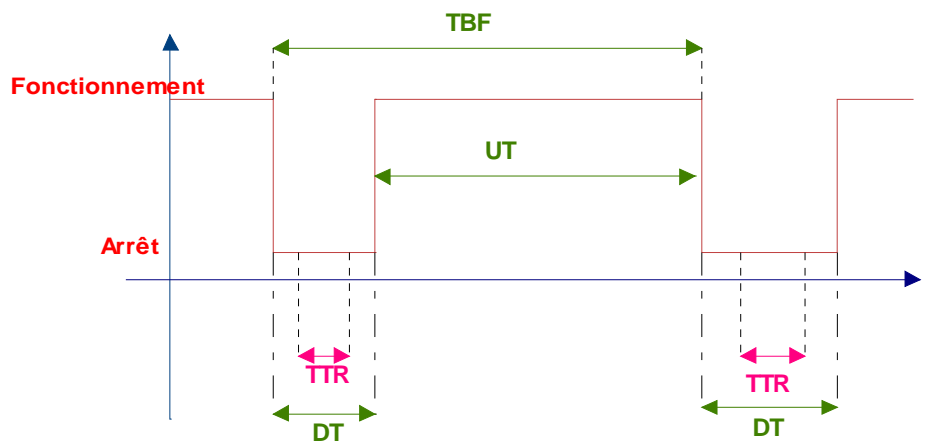 TBF
Fonctionnement
UT
Arrêt
TTR
TTR
DT
DT